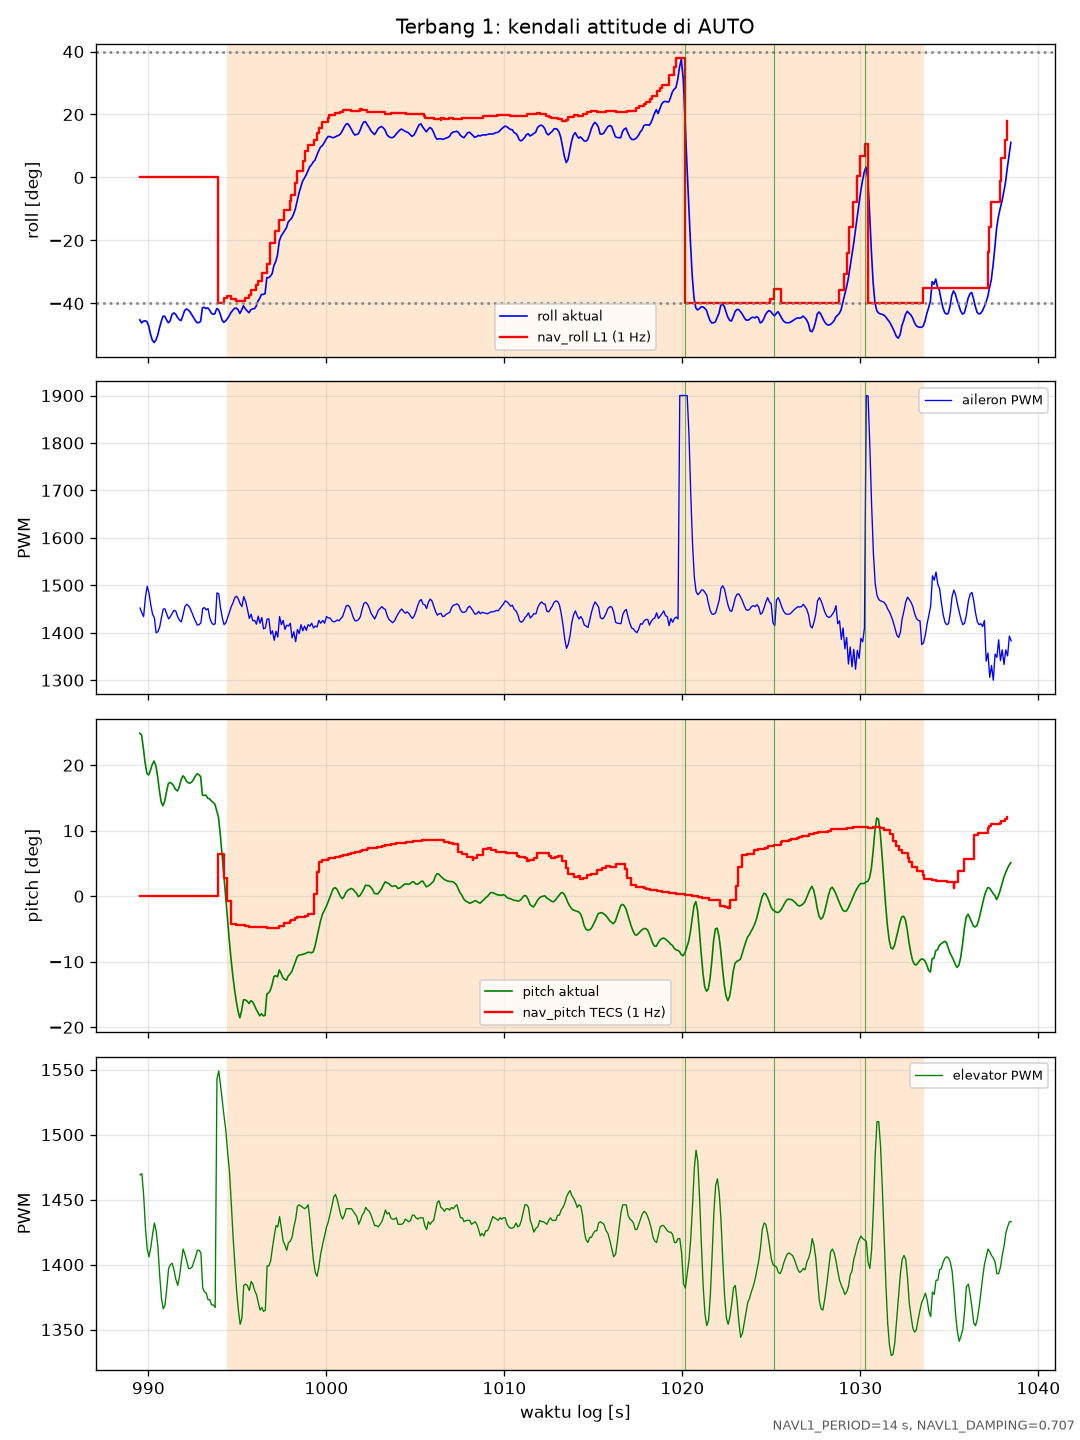 Terbang 1: kendali attitude di AUTO
40
20
0
−20
−40
roll [deg]
roll aktual
nav_roll L1 (1 Hz)
1900
1800
1700
1600
1500
1400
1300
PWM
aileron PWM
20
10
0
−10
−20
pitch [deg]
pitch aktual
nav_pitch TECS (1 Hz)
1550
1500
1450
1400
1350
PWM
elevator PWM
990 1000 1010 1020 1030 1040
waktu log [s]
NAVL1_PERIOD=14 s, NAVL1_DAMPING=0.707